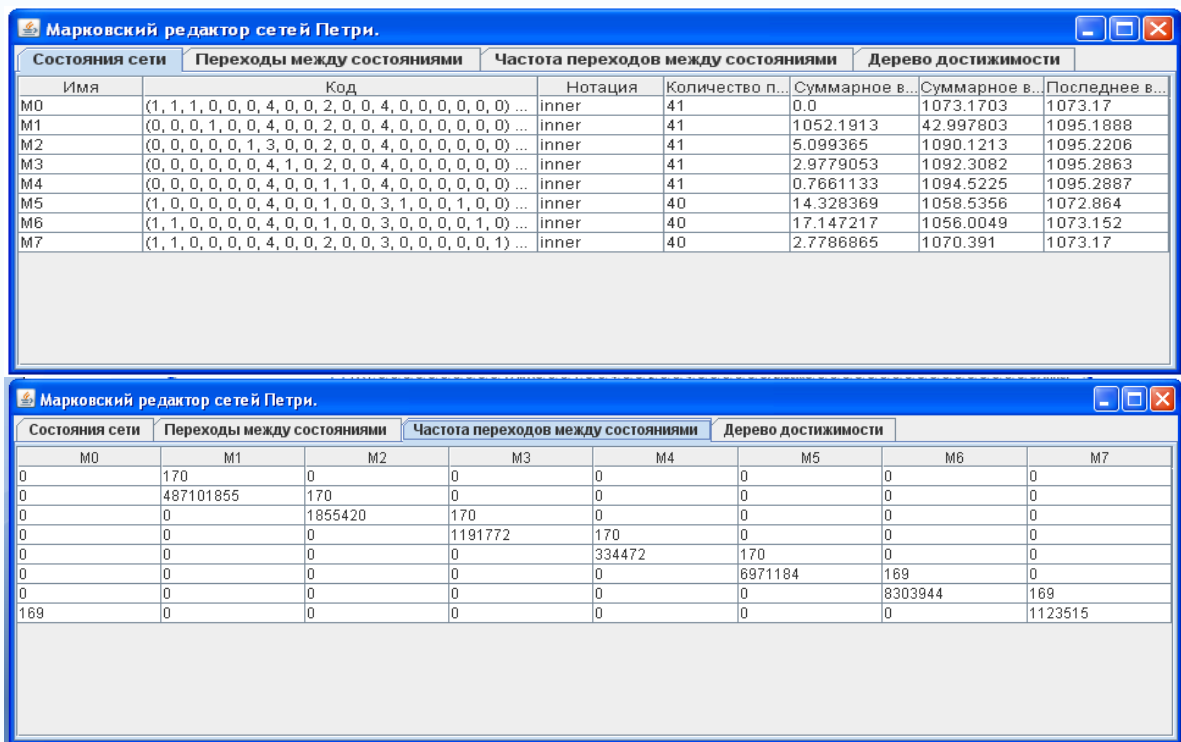 Марковский редактор сетей Петри.
Состояния сети Переходы между состояниями Частота переходов между состояниями Дерево достижимости
Имя Код Нотация Количество п... Суммарное в... Суммарное в... Последнее в...
M0 (1, 1, 1, 0, 0, 0, 4, 0, 0, 2, 0, 0, 4, 0, 0, 0, 0, 0, 0) ... inner 41 0.0 1073.1703 1073.17
M1 (0, 0, 0, 1, 0, 0, 4, 0, 0, 2, 0, 0, 4, 0, 0, 0, 0, 0, 0) ... inner 41 1052.1913 42.997803 1095.1888
M2 (0, 0, 0, 0, 0, 1, 3, 0, 0, 2, 0, 0, 4, 0, 0, 0, 0, 0, 0) ... inner 41 5.099365 1090.1213 1095.2206
M3 (0, 0, 0, 0, 0, 0, 4, 1, 0, 2, 0, 0, 4, 0, 0, 0, 0, 0, 0) ... inner 41 2.9779053 1092.3082 1095.2863
M4 (0, 0, 0, 0, 0, 0, 4, 0, 0, 1, 1, 0, 4, 0, 0, 0, 0, 0, 0) ... inner 41 0.7661133 1094.5225 1095.2887
M5 (1, 0, 0, 0, 0, 0, 4, 0, 0, 1, 0, 0, 3, 1, 0, 0, 1, 0, 0) ... inner 40 14.328369 1058.5356 1072.864
M6 (1, 1, 0, 0, 0, 0, 4, 0, 0, 1, 0, 0, 3, 0, 0, 0, 0, 1, 0) ... inner 40 17.147217 1056.0049 1073.152
M7 (1, 1, 0, 0, 0, 0, 4, 0, 0, 2, 0, 0, 3, 0, 0, 0, 0, 0, 1) ... inner 40 2.7786865 1070.391 1073.17
Марковский редактор сетей Петри.
Состояния сети Переходы между состояниями Частота переходов между состояниями Дерево достижимости
M0 M1 M2 M3 M4 M5 M6 M7
0 170 0 0 0 0 0 0
0 487101855 170 0 0 0 0 0
0 0 1855420 170 0 0 0 0
0 0 0 1191772 170 0 0 0
0 0 0 0 334472 170 0 0
0 0 0 0 0 6971184 169 0
0 0 0 0 0 0 8303944 169
169 0 0 0 0 0 0 1123515